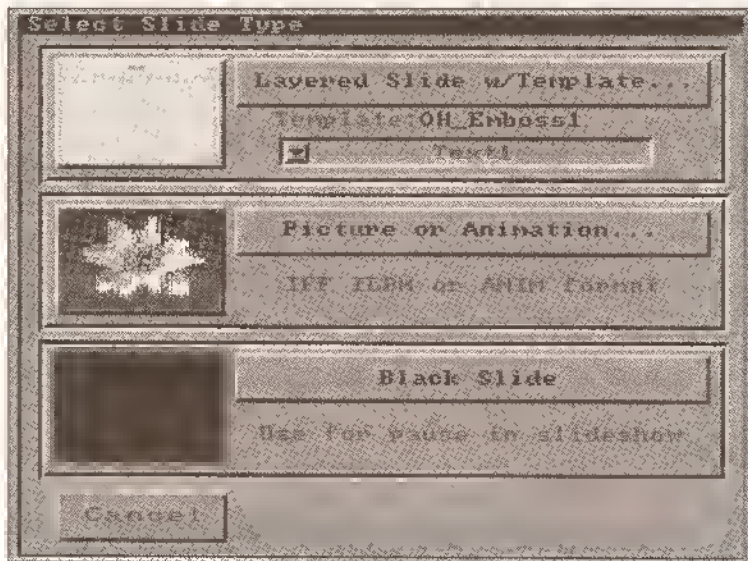 Select Slide Type
Layered Slide w/Template...
Template:OH_Emboss1
Text1
Picture or Animation...
IFF ILBM or ANIM format
Black Slide
Use for pause in slideshow
Cancel